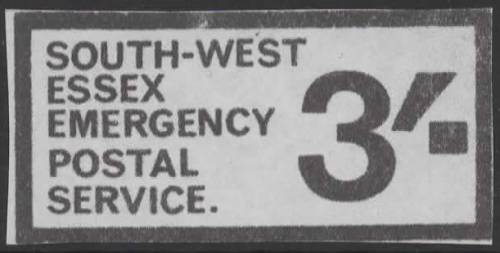 SOUTH-WEST
ESSEX
EMERGENCY
POSTAL
SERVICE.
3/-